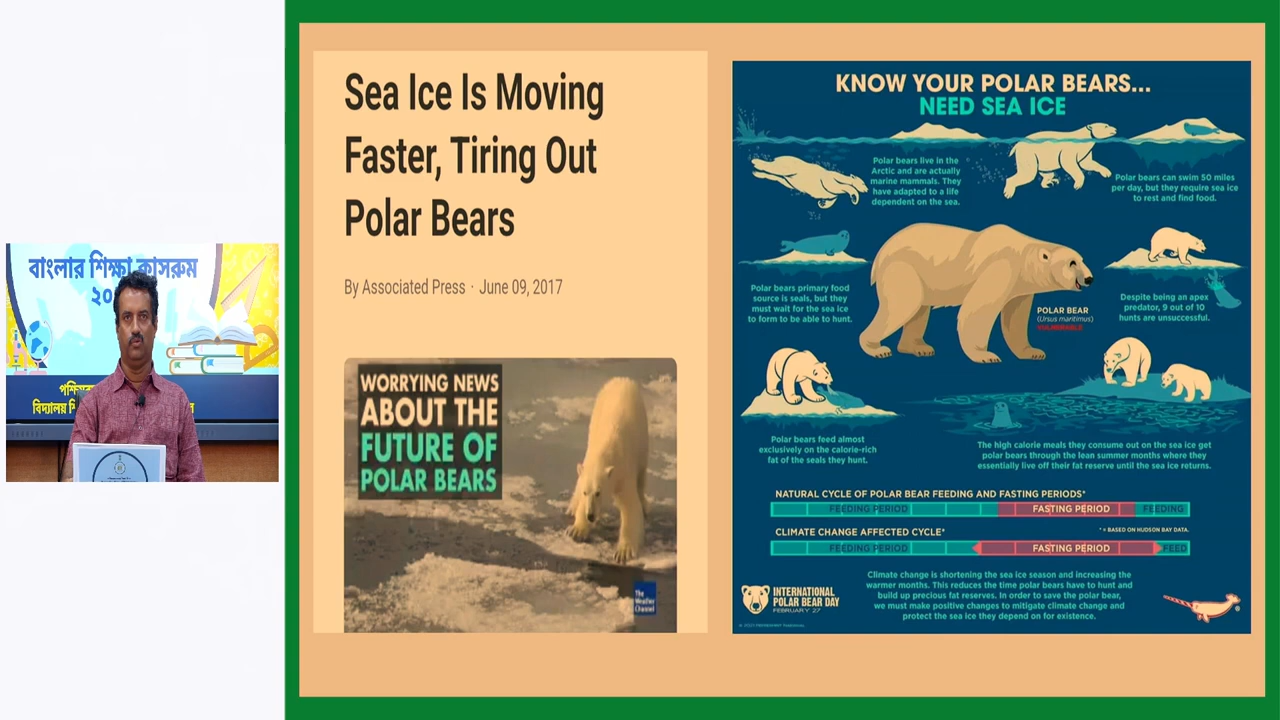 বাংলার শিক্ষা ক্লাসরুম
Sea Ice Is Moving
Faster, Tiring Out
Polar Bears
By Associated Press · June 09, 2017
WORRYING NEWS
ABOUT THE
FUTURE OF
POLAR BEARS
The
Weather
Channel
KNOW YOUR POLAR BEARS...
NEED SEA ICE
Polar bears live in the
Arctic and are actually
marine mammals. They
have adapted to a life
dependent on the sea.
Polar bears can swim 50 miles
per day, but they require sea ice
to rest and find food.
Polar bears primary food
source is seals, but they
must wait for the sea ice
to form to be able to hunt.
POLAR BEAR
(Ursus maritimus)
VULNERABLE
Despite being an apex
predator, 9 out of 10
hunts are unsuccessful.
Polar bears feed almost
exclusively on the calorie-rich
fat of the seals they hunt.
The high calorie meals they consume out on the sea ice get
polar bears through the lean summer months where they
essentially live off their fat reserve until the sea ice returns.
NATURAL CYCLE OF POLAR BEAR FEEDING AND FASTING PERIODS*
FEEDING PERIOD FASTING PERIOD FEEDING
CLIMATE CHANGE AFFECTED CYCLE*
* = BASED ON HUDSON BAY DATA.
FEEDING PERIOD FASTING PERIOD FEED
Climate change is shortening the sea ice season and increasing the
warmer months. This reduces the time polar bears have to hunt and
build up precious fat reserves. In order to save the polar bear,
we must make positive changes to mitigate climate change and
protect the sea ice they depend on for existence.
INTERNATIONAL
POLAR BEAR DAY
FEBRUARY 27